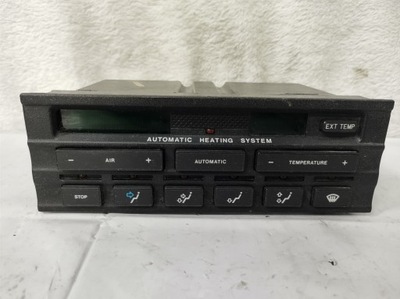 EXT TEMP
AUTOMATIC HEATING SYSTEM
− AIR +
AUTOMATIC
− TEMPERATURE +
STOP